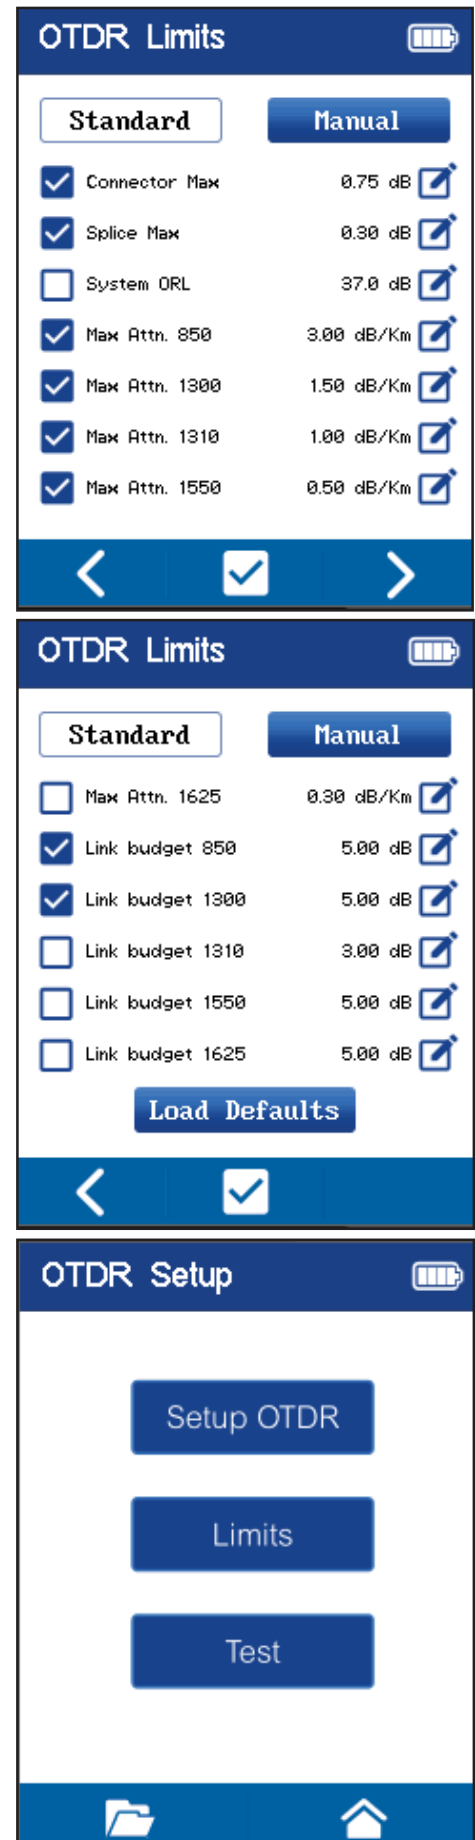 OTDR Limits
Standard Manual
Connector Max 0.75 dB
Splice Max 0.30 dB
System ORL 37.0 dB
Max Attn. 850 3.00 dB/Km
Max Attn. 1300 1.50 dB/Km
Max Attn. 1310 1.00 dB/Km
Max Attn. 1550 0.50 dB/Km
OTDR Limits
Standard Manual
Max Attn. 1625 0.30 dB/Km
Link budget 850 5.00 dB
Link budget 1300 5.00 dB
Link budget 1310 3.00 dB
Link budget 1550 5.00 dB
Link budget 1625 5.00 dB
Load Defaults
OTDR Setup
Setup OTDR
Limits
Test